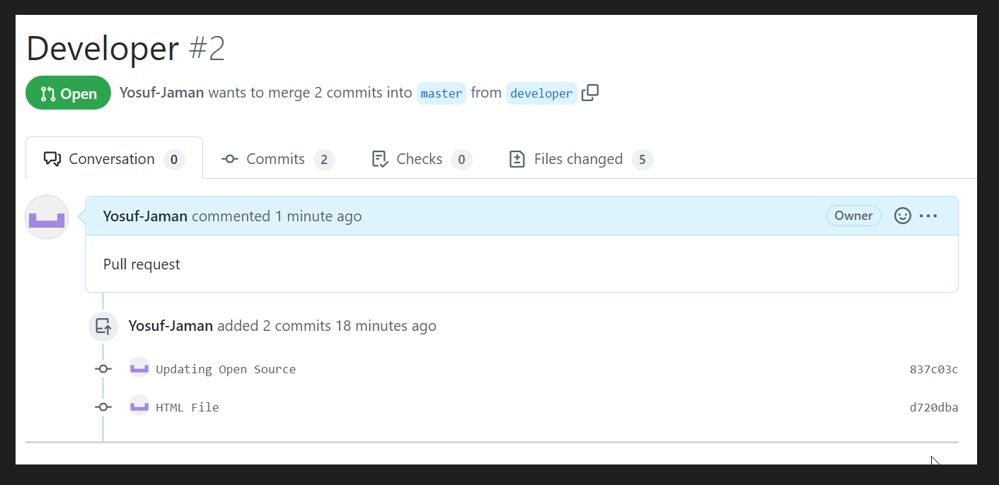 Developer #2
Open Yosuf-Jaman wants to merge 2 commits into master from developer
Conversation 0 Commits 2 Checks 0 Files changed 5
Yosuf-Jaman commented 1 minute ago Owner
Pull request
Yosuf-Jaman added 2 commits 18 minutes ago
Updating Open Source 837c03c
HTML File d720dba